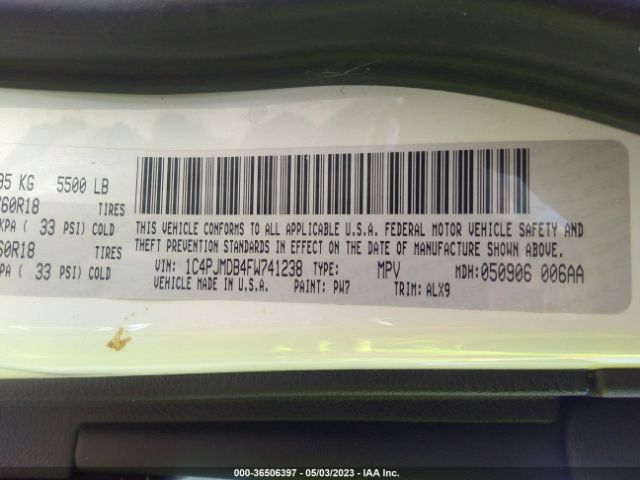 95 KG 5500 LB
60R18 TIRES
KPA ( 33 PSI) COLD
60R18 TIRES
KPA ( 33 PSI) COLD
THIS VEHICLE CONFORMS TO ALL APPLICABLE U.S.A. FEDERAL MOTOR VEHICLE SAFETY AND
THEFT PREVENTION STANDARDS IN EFFECT ON THE DATE OF MANUFACTURE SHOWN ABOVE.
VIN: 1C4PJMDB4FW741238 TYPE: MPV MDH:050906 006AA
VEHICLE MADE IN U.S.A. PAINT: PW7 TRIM: ALX9
000-36506397 - 05/03/2023 - IAA Inc.